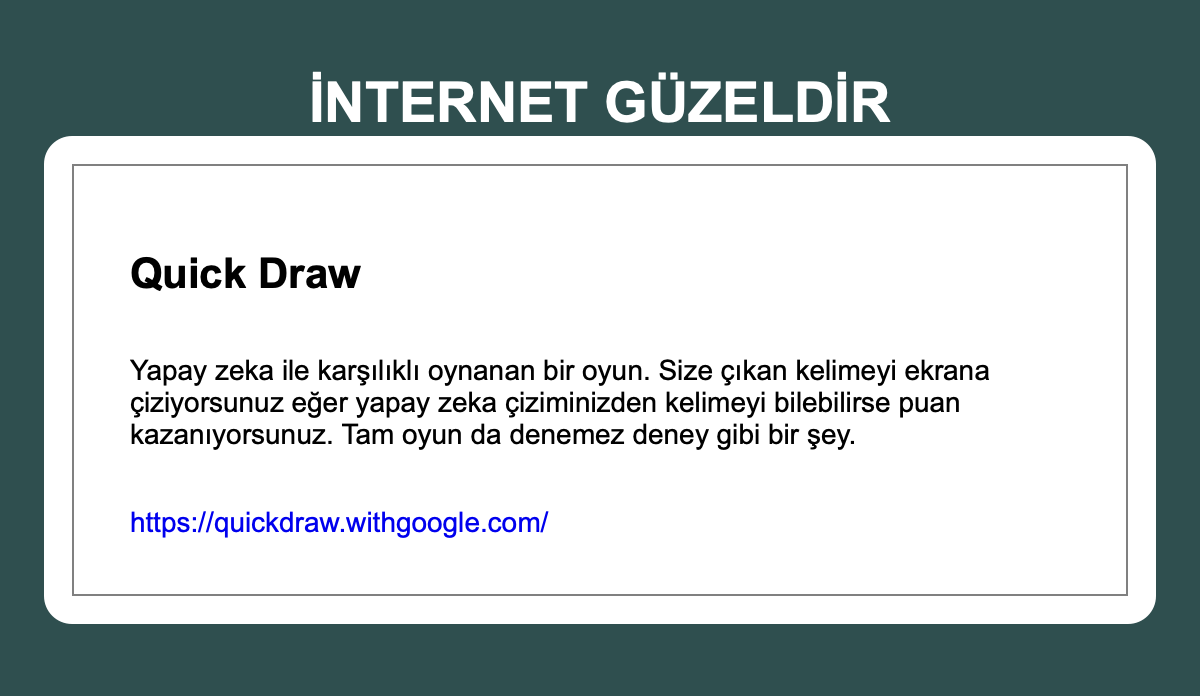 İNTERNET GÜZELDİR
Quick Draw
Yapay zeka ile karşılıklı oynanan bir oyun. Size çıkan kelimeyi ekrana
çiziyorsunuz eğer yapay zeka çiziminizden kelimeyi bilebilirse puan
kazanıyorsunuz. Tam oyun da denemez deney gibi bir şey.
https://quickdraw.withgoogle.com/